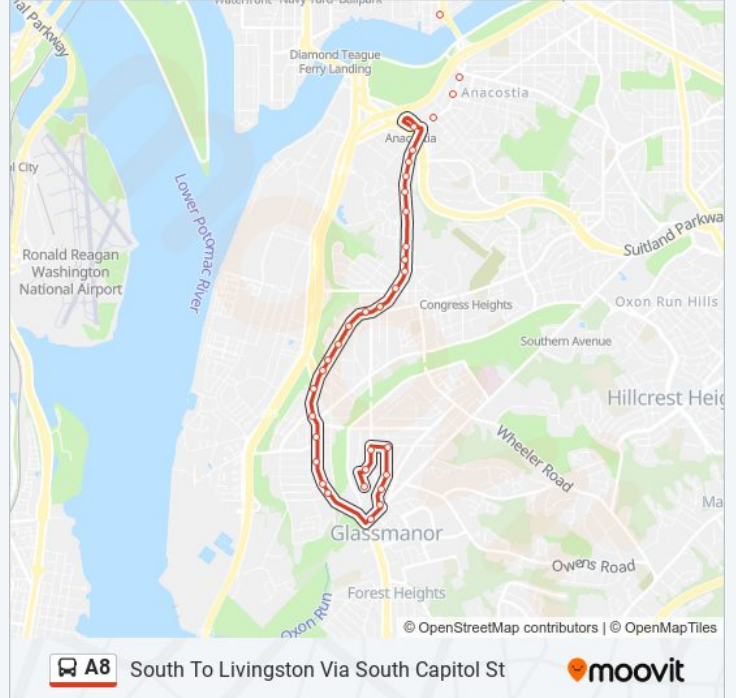 Waterfront
Navy Yard-Ballpark
al Parkway
Diamond Teague
Ferry Landing
Anacostia
Anacostia
l City
Lower Potomac River
Suitland Parkwa
Ronald Reagan
Washington
National Airport
Congress Heights
Oxon Run Hills
Southern Avenue
Hillcrest Heig
Wheeler Road
Ma
Glassmanor
Owens Road
Forest Heights
Oxon Run
© OpenStreetMap contributors | © OpenMapTiles
A8 South To Livingston Via South Capitol St moovit